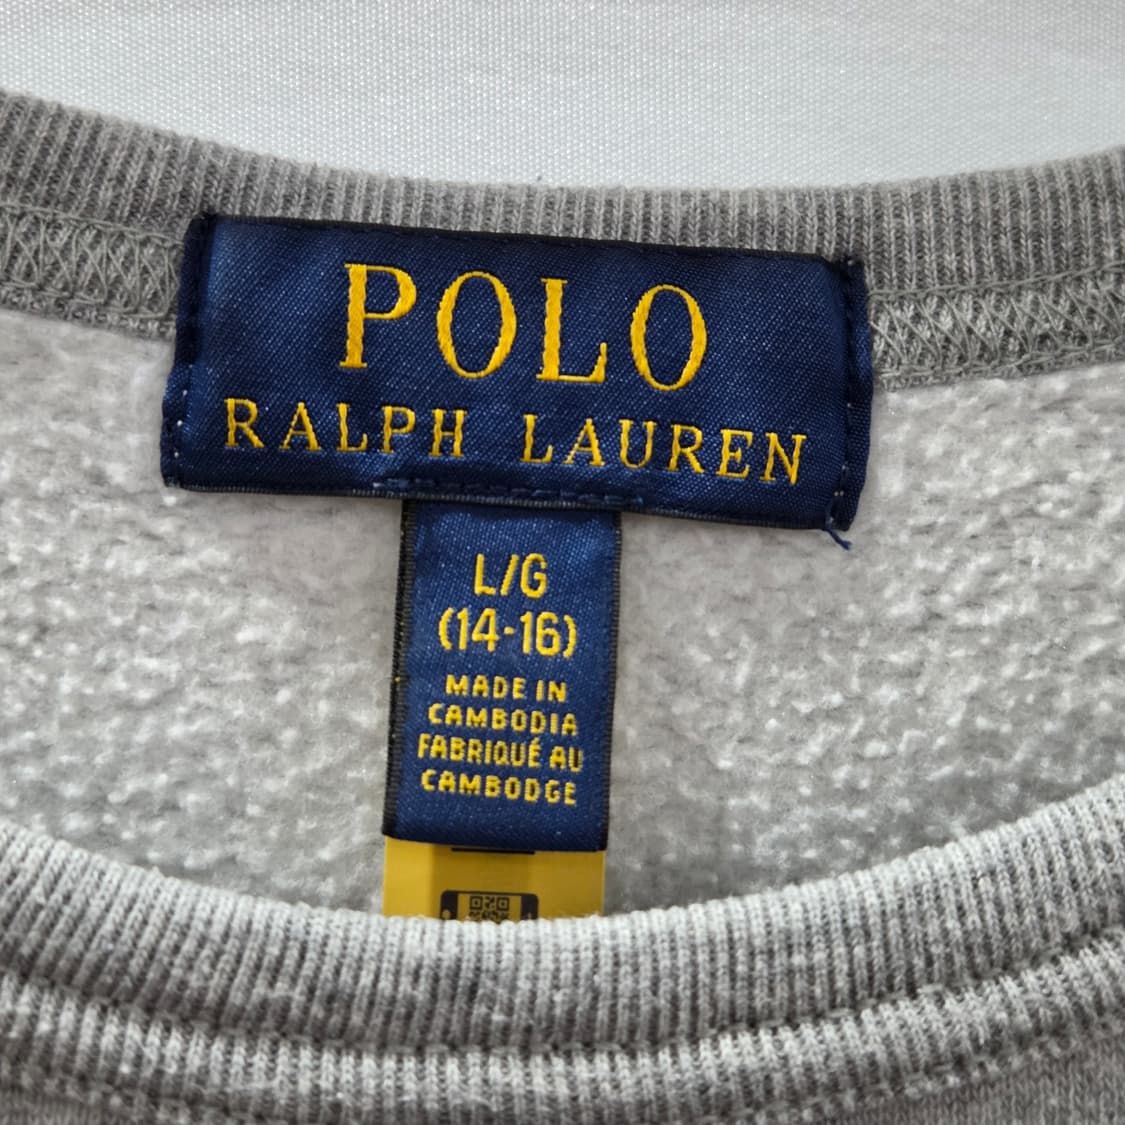 POLO
RALPH LAUREN
L/G
(14-16)
MADE IN
CAMBODIA
FABRIQUÉ AU
CAMBODGE